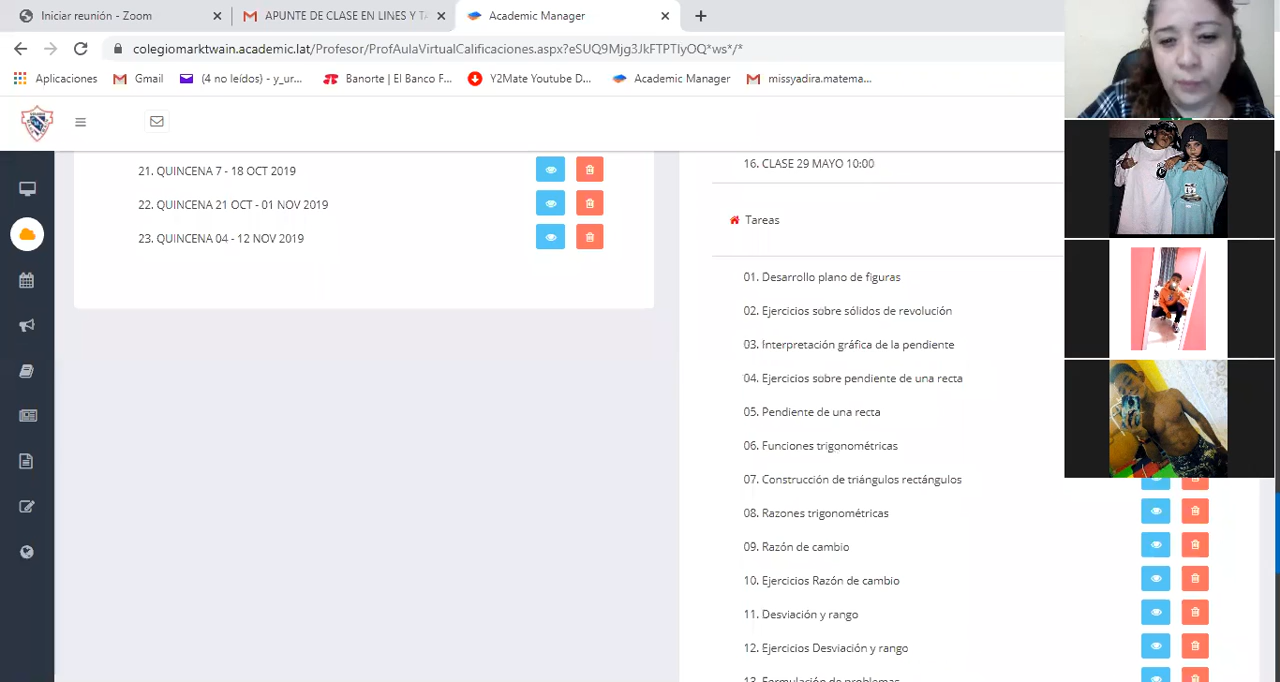 Iniciar reunión - Zoom
APUNTE DE CLASE EN LINES Y TA
Academic Manager
colegiomarktwain.academic.lat/Profesor/ProfAulaVirtualCalificaciones.aspx?eSUQ9Mjg3JkFTPTIyOQ*ws*/*
Aplicaciones
Gmail
(4 no leídos) - y_ur...
Banorte | El Banco F...
Y2Mate Youtube D...
Academic Manager
missyadira.matema...
21. QUINCENA 7 - 18 OCT 2019
22. QUINCENA 21 OCT - 01 NOV 2019
23. QUINCENA 04 - 12 NOV 2019
16. CLASE 29 MAYO 10:00
Tareas
01. Desarrollo plano de figuras
02. Ejercicios sobre sólidos de revolución
03. Interpretación gráfica de la pendiente
04. Ejercicios sobre pendiente de una recta
05. Pendiente de una recta
06. Funciones trigonométricas
07. Construcción de triángulos rectángulos
08. Razones trigonométricas
09. Razón de cambio
10. Ejercicios Razón de cambio
11. Desviación y rango
12. Ejercicios Desviación y rango
13. Formulación de problemas